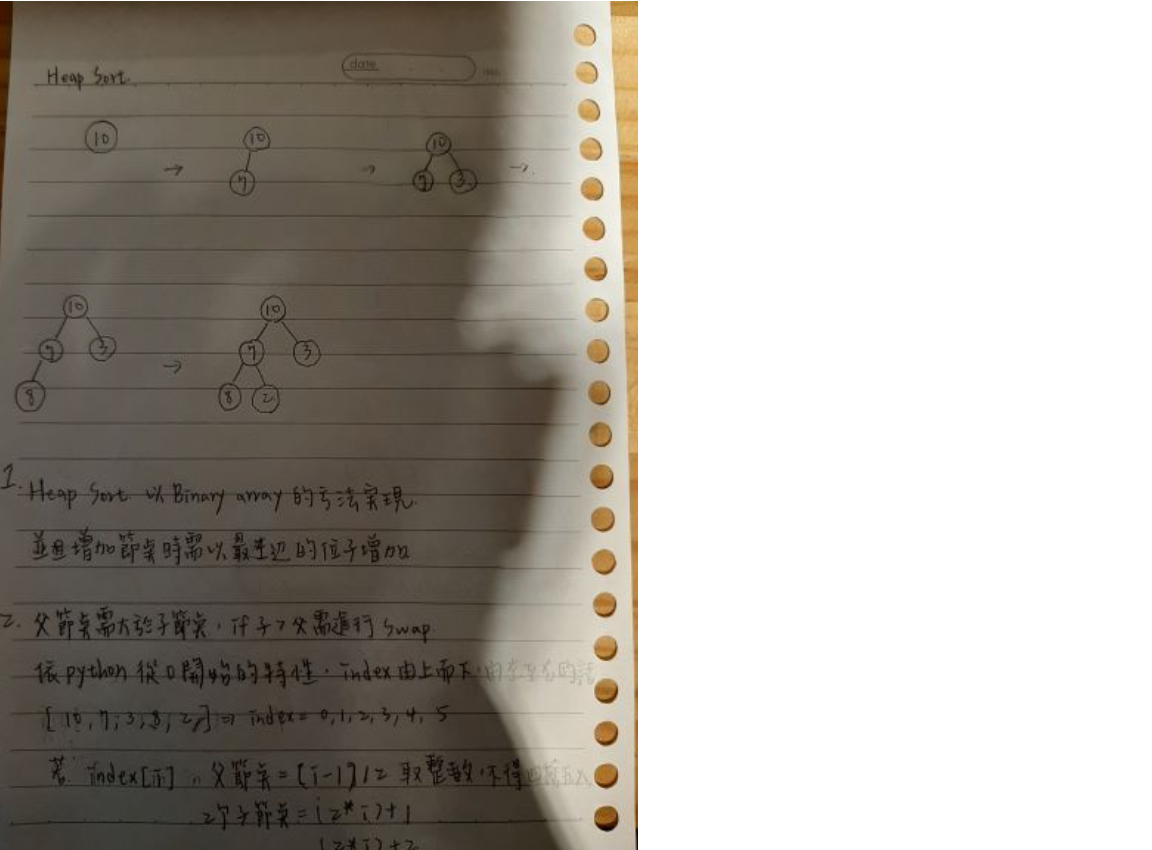 Heap Sort.
date
10 → 10 7 → 10 7 3 →
10 7 3 8 → 10 7 3 8 2
1. Heap Sort 以 Binary array 的方法實現.
並且增加節點時需以最左边的位子增加
2. 父節點需大於子節點, if 子 > 父需進行 Swap.
依 python 從 0 開始的特性, index 由上而下, 由左至右的話
[10, 7, 3, 8, 2,] ⇒ index = 0, 1, 2, 3, 4, 5
若 index[i] ,, 父節点 = [i-1]/2 取整數, 不得四捨五入
2个子節点 = (2*i)+1
(2*i)+2